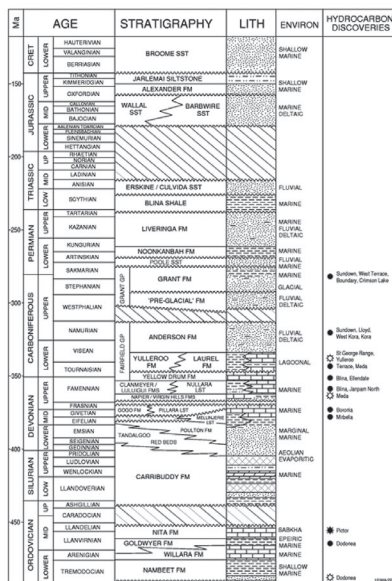 Ma
AGE
STRATIGRAPHY
LITH
ENVIRON
HYDROCARBON
DISCOVERIES
CRET
LOWER
HAUTERIVIAN
VALANGINIAN
BERRIASIAN
BROOME SST
SHALLOW
MARINE
JURASSIC
UPPER
TITHONIAN
KIMMERIDGIAN
OXFORDIAN
150
JARLEMAI SILTSTONE
ALEXANDER FM
SHALLOW
MARINE
MID
CALLOVIAN
BATHONIAN
BAJOCIAN
WALLAL
SST
BARBWIRE
SST
MARINE
DELTAIC
LOWER
SINEMURIAN
HETTANGIAN
200
TRIASSIC
UP
RHAETIAN
NORIAN
CARNIAN
MID
LADINIAN
ANISIAN
LOW
SCYTHIAN
ERSKINE / CULVIDA SST
FLUVIAL
BLINA SHALE
MARINE
PERMIAN
UPPER
TARTARIAN
KAZANIAN
250
LIVERINGA FM
MARINE
FLUVIAL
DELTAIC
LOWER
KUNGURIAN
ARTINSKIAN
SAKMARIAN
NOONKANBAH FM
MARINE
POOLE SST
FLUVIAL
MARINE
CARBONIFEROUS
UPPER
STEPHANIAN
WESTPHALIAN
300
GRANT GP
GRANT FM
MARINE
GLACIAL
Sundown, West Terrace,
Boundary, Crimson Lake
'PRE-GLACIAL' FM
FLUVIAL
DELTAIC
NAMURIAN
LOWER
VISEAN
TOURNAISIAN
350
FAIRFIELD GP
ANDERSON FM
FLUVIAL
DELTAIC
Sundown, Lloyd,
West Kora, Kora
YULLEROO
FM
LAUREL
FM
LAGOONAL
St George Range,
Yulleroo
Terrace, Meda
YELLOW DRUM FM
Blina, Ellendale
DEVONIAN
UPPER
FAMENNIAN
FRASNIAN
CLANMEYER /
LULUIGUI FMS
NULLARA
LST
MARINE
Blina, Janpam North
Meda
NAPIER / VIRGIN HILLS FMS
MID
GIVETIAN
EIFELIAN
GOGO FM
PILLARA LST
MELLINJERIE
LST
MARINE
Boronia
Mirbelia
LOWER
EMSIAN
SEIGENIAN
GEDINNIAN
400
TANDALGOO
POULTON FM
RED BEDS
MARGINAL
MARINE
SILURIAN
UPPER
PRIDOLIAN
LUDLOVIAN
WENLOCKIAN
LOW
LLANDOVERIAN
CARRIBUDDY FM
AEOLIAN
EVAPORITIC
MARINE
ORDOVICIAN
UP
ASHGILLIAN
CARADOCIAN
450
MID
LLANDELIAN
LLANVIRNIAN
NITA FM
SABKHA
Pictor
GOLDWYER FM
EPEIRIC
MARINE
Dodonea
LOWER
ARENIGIAN
WILLARA FM
MARINE
TREMODOCIAN
NAMBEET FM
SHALLOW
MARINE
Dodonea